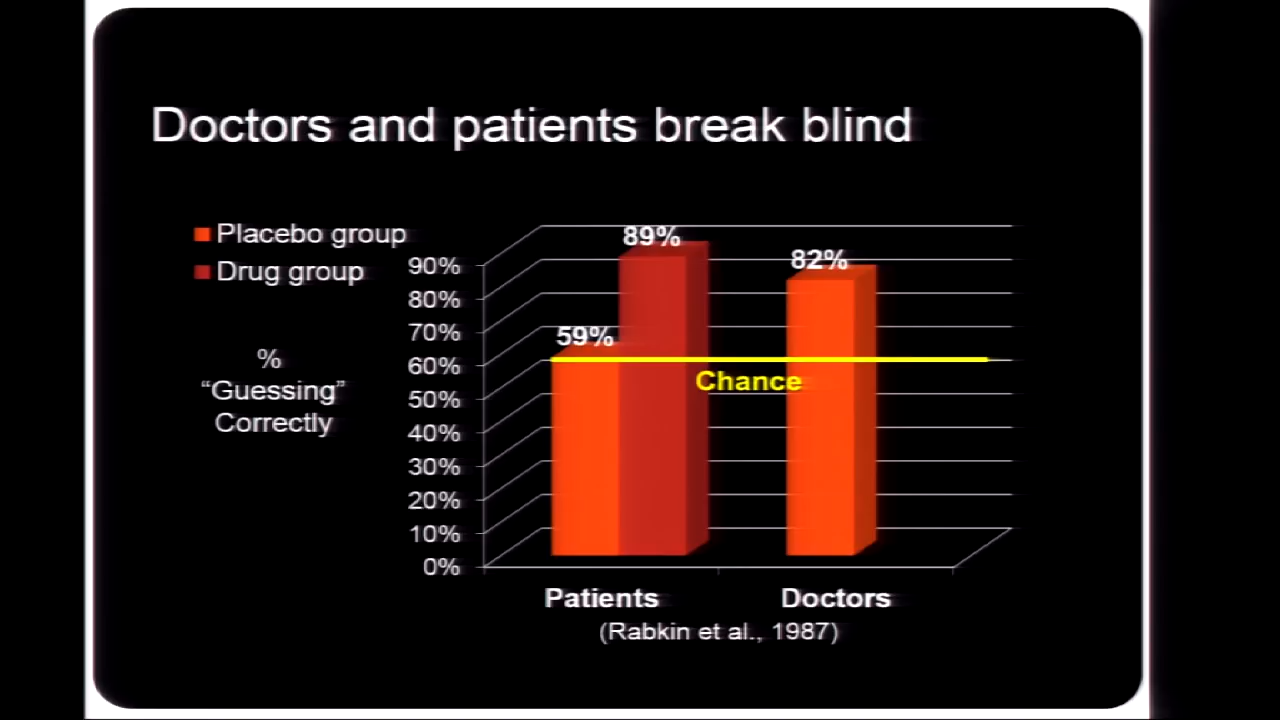 Doctors and patients break blind
Placebo group
Drug group
%
“Guessing”
Correctly
90%
80%
70%
60%
50%
40%
30%
20%
10%
0%
59%
89%
82%
Chance
Patients
Doctors
(Rabkin et al., 1987)